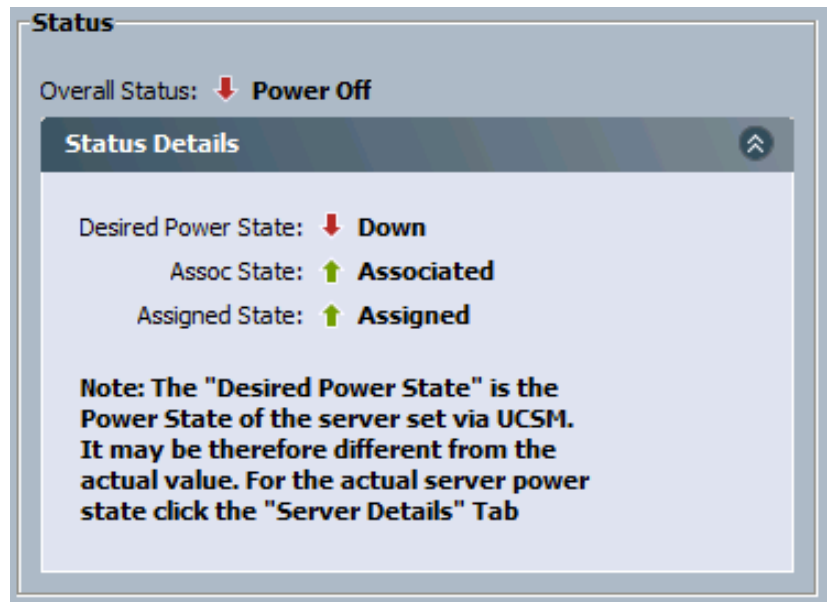 Status
Overall Status: Power Off
Status Details
Desired Power State: Down
Assoc State: Associated
Assigned State: Assigned
Note: The "Desired Power State" is the
Power State of the server set via UCSM.
It may be therefore different from the
actual value. For the actual server power
state click the "Server Details" Tab